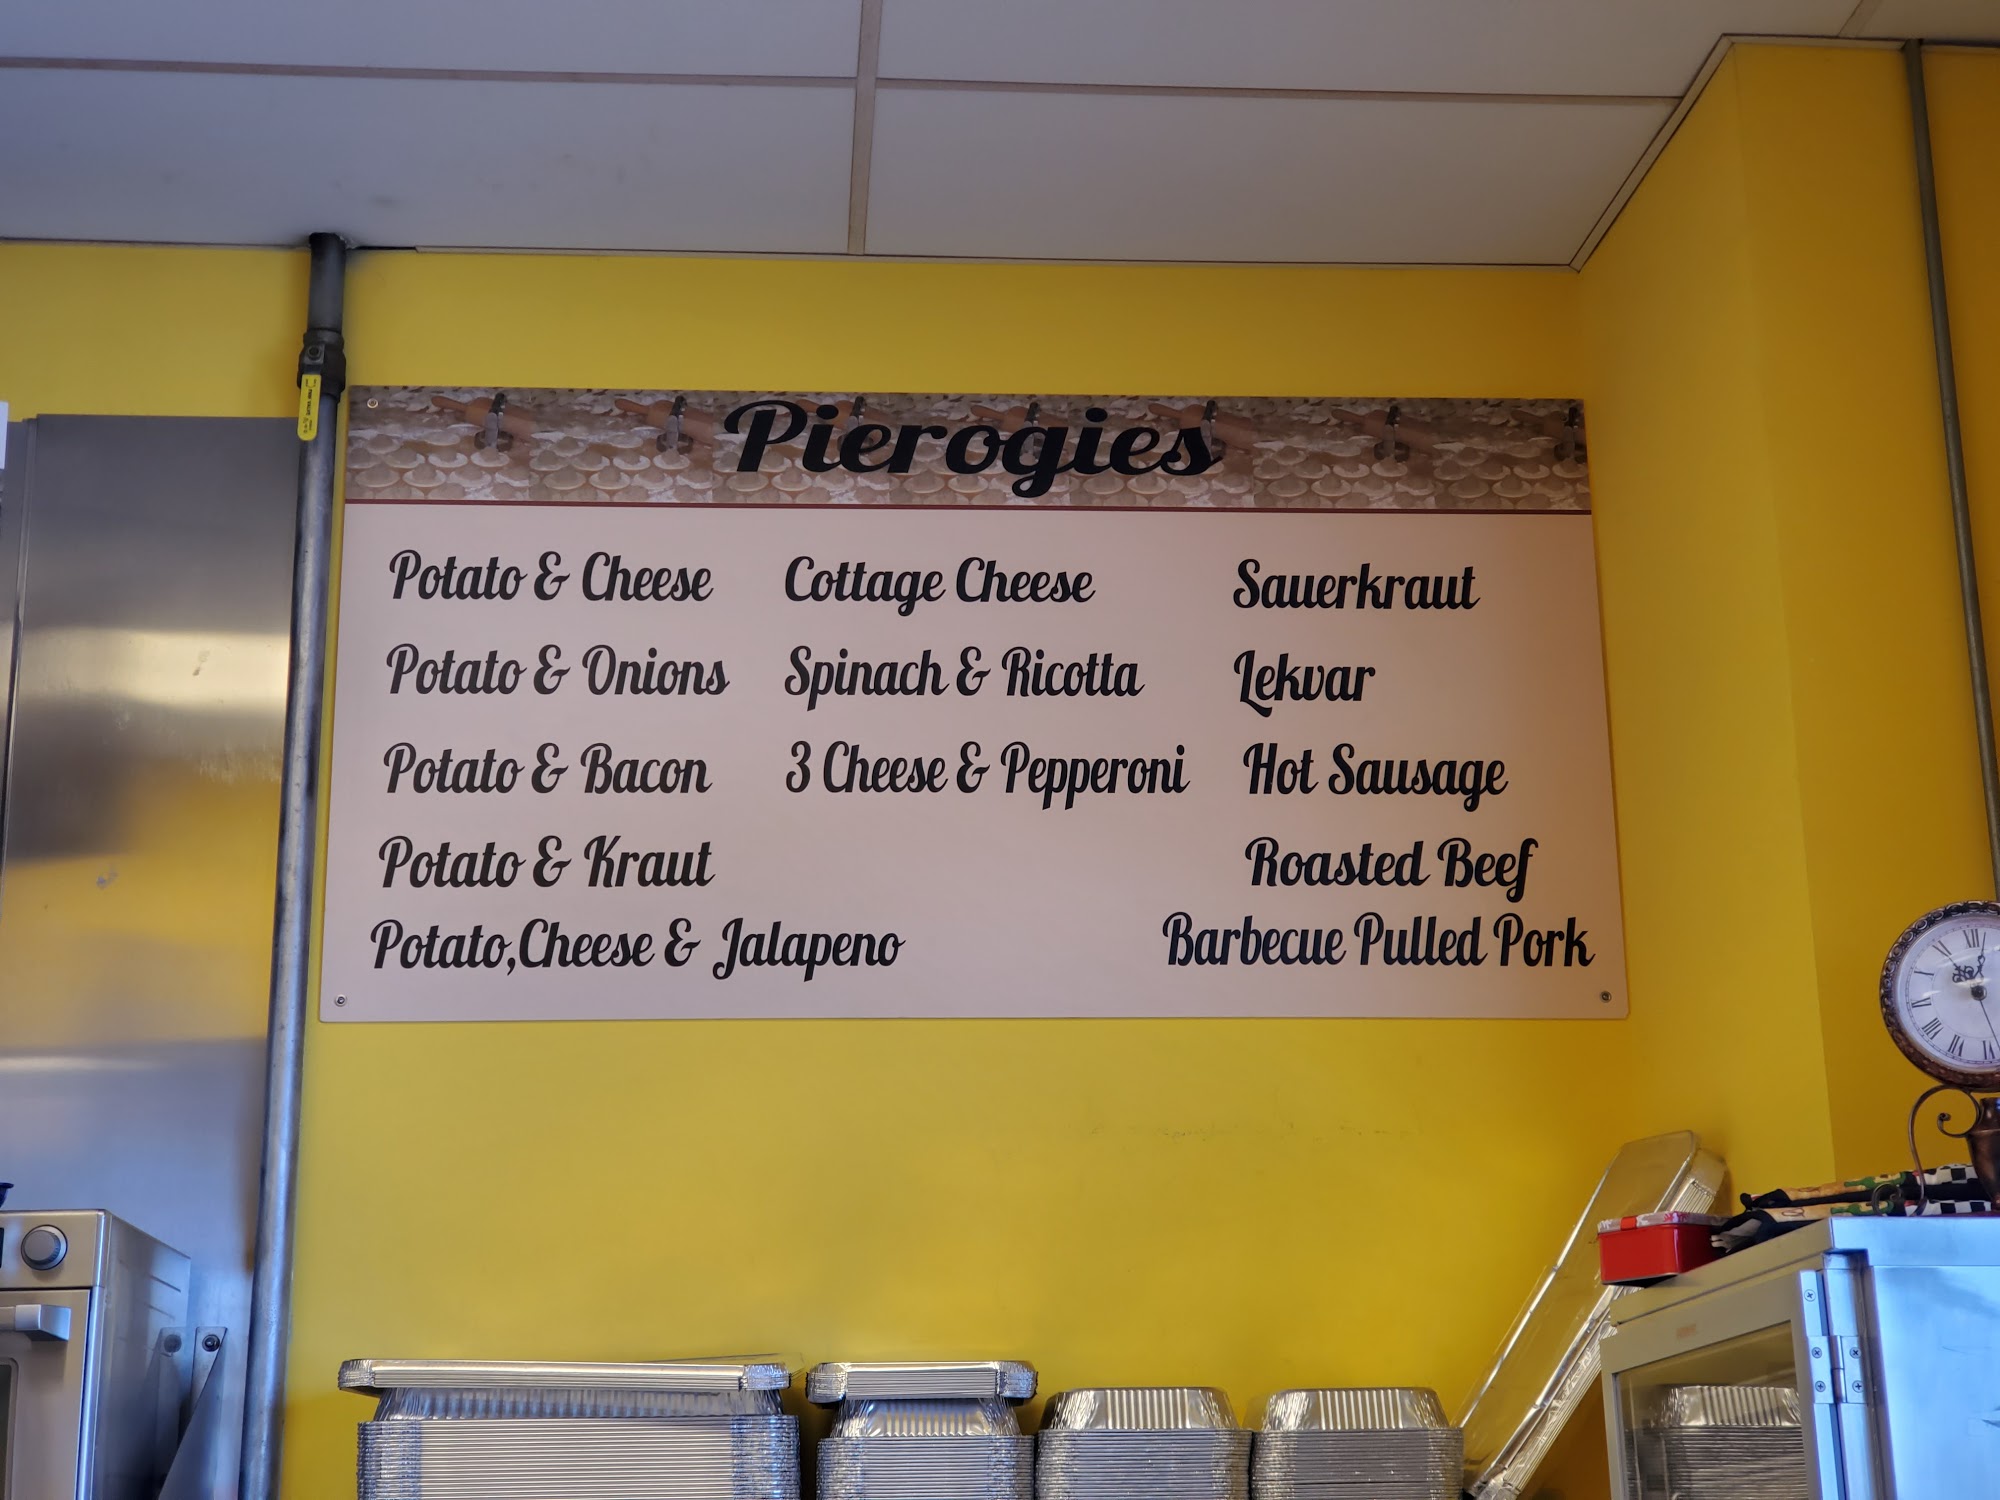 Pierogies
Potato & Cheese
Potato & Onions
Potato & Bacon
Potato & Kraut
Potato,Cheese & Jalapeno
Cottage Cheese
Spinach & Ricotta
3 Cheese & Pepperoni
Sauerkraut
Lekvar
Hot Sausage
Roasted Beef
Barbecue Pulled Pork